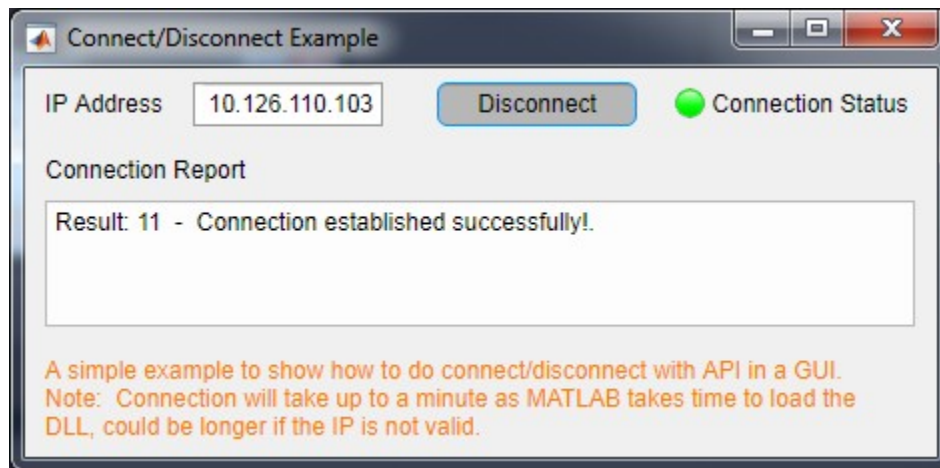 Connect/Disconnect Example
IP Address 10.126.110.103 Disconnect Connection Status
Connection Report
Result: 11 - Connection established successfully!.
A simple example to show how to do connect/disconnect with API in a GUI.
Note: Connection will take up to a minute as MATLAB takes time to load the
DLL, could be longer if the IP is not valid.